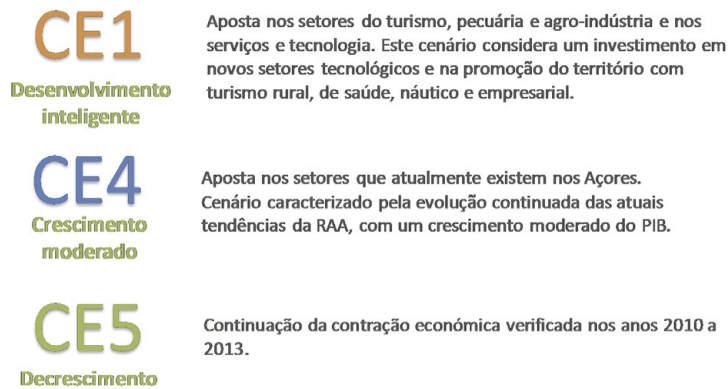 CE1
Desenvolvimento
inteligente
Aposta nos setores do turismo, pecuária e agro-indústria e nos
serviços e tecnologia. Este cenário considera um investimento em
novos setores tecnológicos e na promoção do território com
turismo rural, de saúde, náutico e empresarial.
CE4
Crescimento
moderado
Aposta nos setores que atualmente existem nos Açores.
Cenário caracterizado pela evolução continuada das atuais
tendências da RAA, com um crescimento moderado do PIB.
CE5
Decrescimento
Continuação da contração económica verificada nos anos 2010 a
2013.